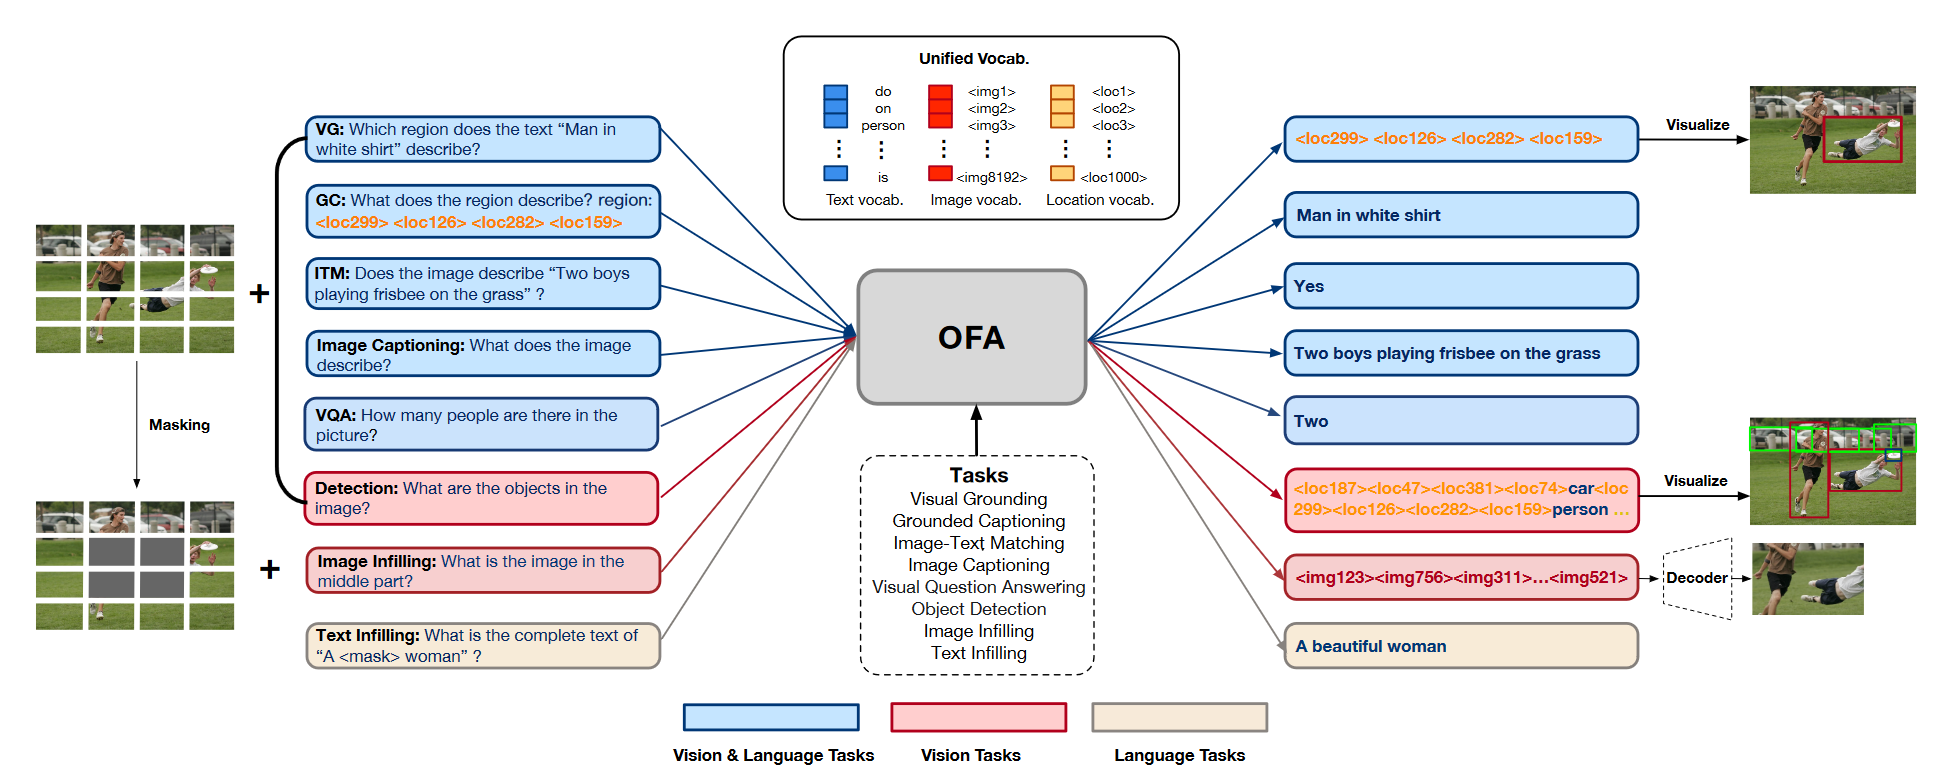 Unified Vocab.
do
on
person
is
Text vocab.
<img1>
<img2>
<img3>
<img8192>
Image vocab.
<loc1>
<loc2>
<loc3>
<loc1000>
Location vocab.
Masking
+
+
VG: Which region does the text “Man in
white shirt” describe?
GC: What does the region describe? region:
<loc299> <loc126> <loc282> <loc159>
ITM: Does the image describe “Two boys
playing frisbee on the grass” ?
Image Captioning: What does the image
describe?
VQA: How many people are there in the
picture?
Detection: What are the objects in the
image?
Image Infilling: What is the image in the
middle part?
Text Infilling: What is the complete text of
“A <mask> woman” ?
OFA
Tasks
Visual Grounding
Grounded Captioning
Image-Text Matching
Image Captioning
Visual Question Answering
Object Detection
Image Infilling
Text Infilling
<loc299> <loc126> <loc282> <loc159>
Visualize
Man in white shirt
Yes
Two boys playing frisbee on the grass
Two
<loc187><loc47><loc381><loc74>car<loc
299><loc126><loc282><loc159>person ...
Visualize
<img123><img756><img311>...<img521>
Decoder
A beautiful woman
Vision & Language Tasks
Vision Tasks
Language Tasks